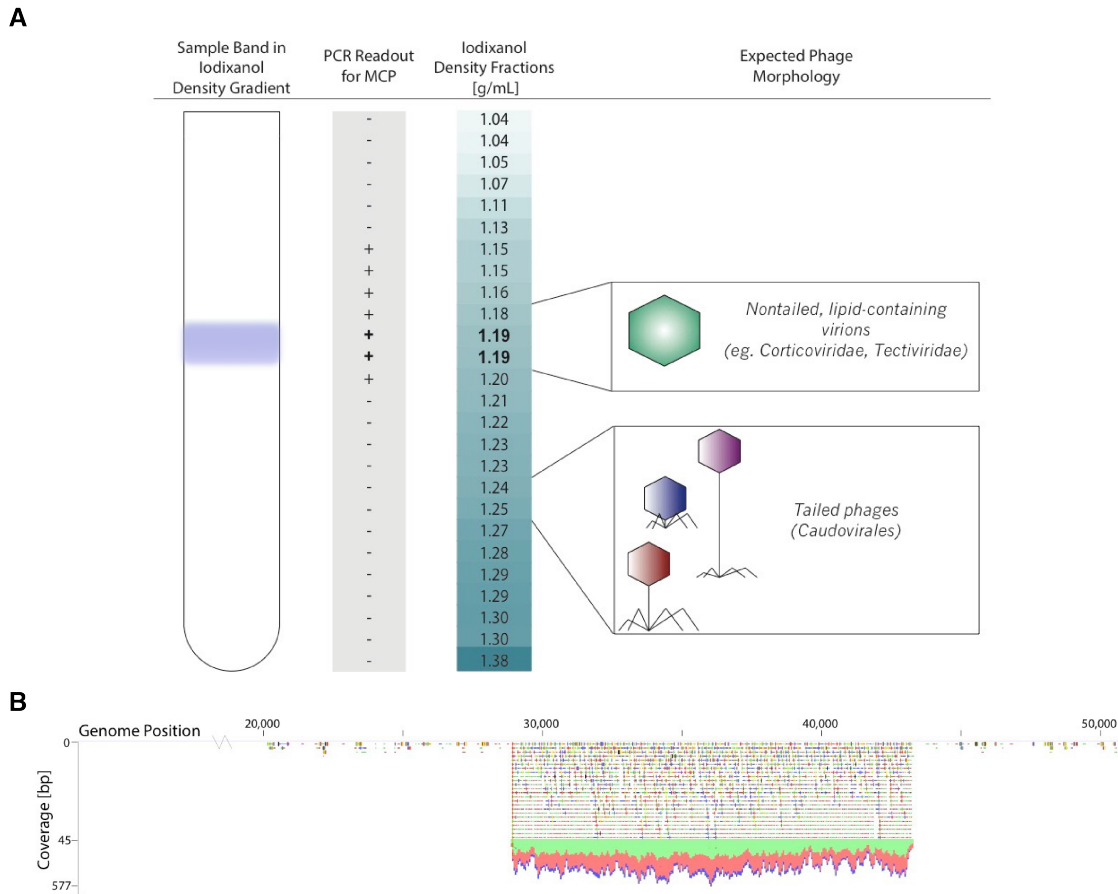 A
Sample Band in
Iodixanol
Density Gradient
PCR Readout
for MCP
Iodixanol
Density Fractions
[g/mL]
Expected Phage
Morphology
- 1.04
- 1.04
- 1.05
- 1.07
- 1.11
- 1.13
+ 1.15
+ 1.15
+ 1.16
+ 1.18
+ 1.19
+ 1.19
+ 1.20
- 1.21
- 1.22
- 1.23
- 1.23
- 1.24
- 1.25
- 1.27
- 1.28
- 1.29
- 1.29
- 1.30
- 1.30
- 1.38
Nontailed, lipid-containing
virions
(eg. Corticoviridae, Tectiviridae)
Tailed phages
(Caudovirales)
B
Genome Position
20,000 30,000 40,000 50,000
Coverage [bp]
0
45
577